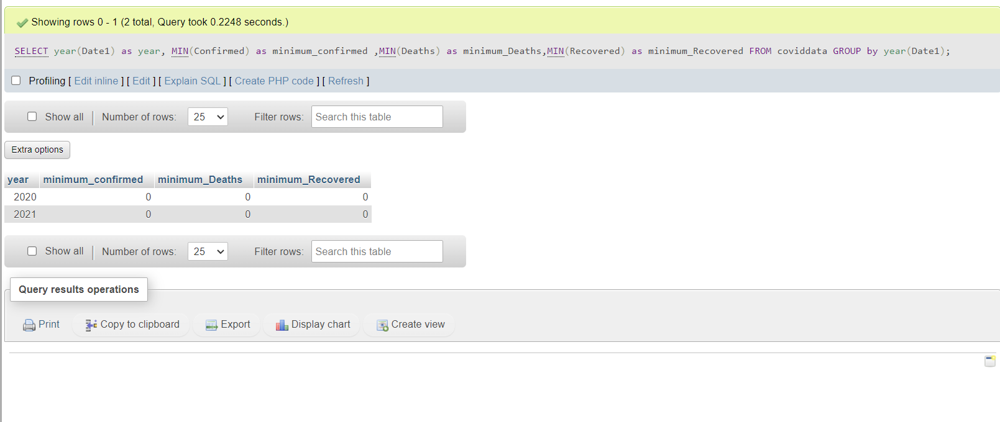 Showing rows 0 - 1 (2 total, Query took 0.2248 seconds.)
SELECT year(Date1) as year, MIN(Confirmed) as minimum_confirmed ,MIN(Deaths) as minimum_Deaths,MIN(Recovered) as minimum_Recovered FROM coviddata GROUP by year(Date1);
Profiling [ Edit inline ] [ Edit ] [ Explain SQL ] [ Create PHP code ] [ Refresh ]
Show all | Number of rows: 25 Filter rows: Search this table
Extra options
year minimum_confirmed minimum_Deaths minimum_Recovered
2020 0 0 0
2021 0 0 0
Show all | Number of rows: 25 Filter rows: Search this table
Query results operations
Print Copy to clipboard Export Display chart Create view